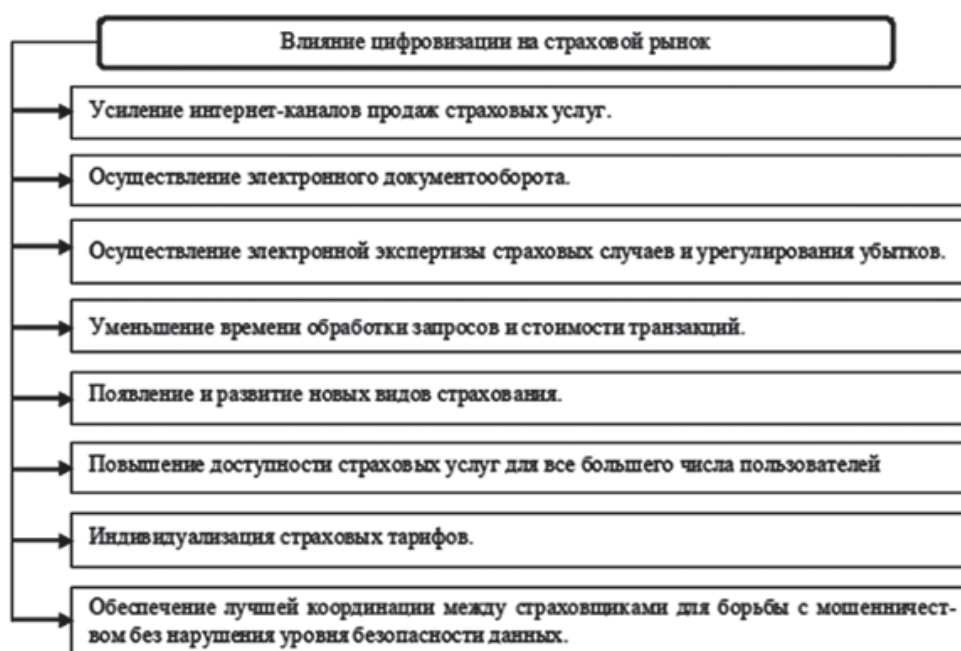 Влияние цифровизации на страховой рынок
Усиление интернет-каналов продаж страховых услуг.
Осуществление электронного документооборота.
Осуществление электронной экспертизы страховых случаев и урегулирования убытков.
Уменьшение времени обработки запросов и стоимости транзакций.
Появление и развитие новых видов страхования.
Повышение доступности страховых услуг для все большего числа пользователей
Индивидуализация страховых тарифов.
Обеспечение лучшей координации между страховщиками для борьбы с мошенничест-
вом без нарушения уровня безопасности данных.